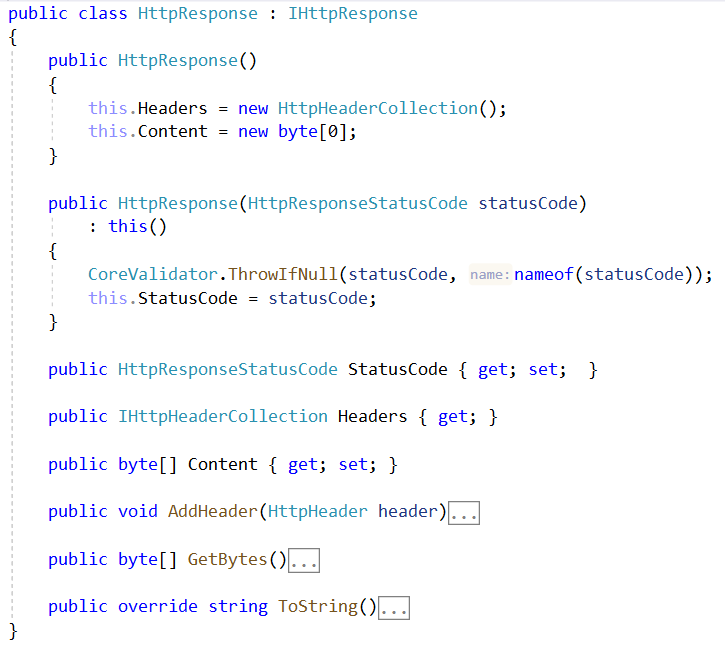 public class HttpResponse : IHttpResponse
{
    public HttpResponse()
    {
        this.Headers = new HttpHeaderCollection();
        this.Content = new byte[0];
    }

    public HttpResponse(HttpResponseStatusCode statusCode)
        : this()
    {
        CoreValidator.ThrowIfNull(statusCode, name: nameof(statusCode));
        this.StatusCode = statusCode;
    }

    public HttpResponseStatusCode StatusCode { get; set;  }

    public IHttpHeaderCollection Headers { get; }

    public byte[] Content { get; set; }

    public void AddHeader(HttpHeader header)...

    public byte[] GetBytes()...

    public override string ToString()...
}